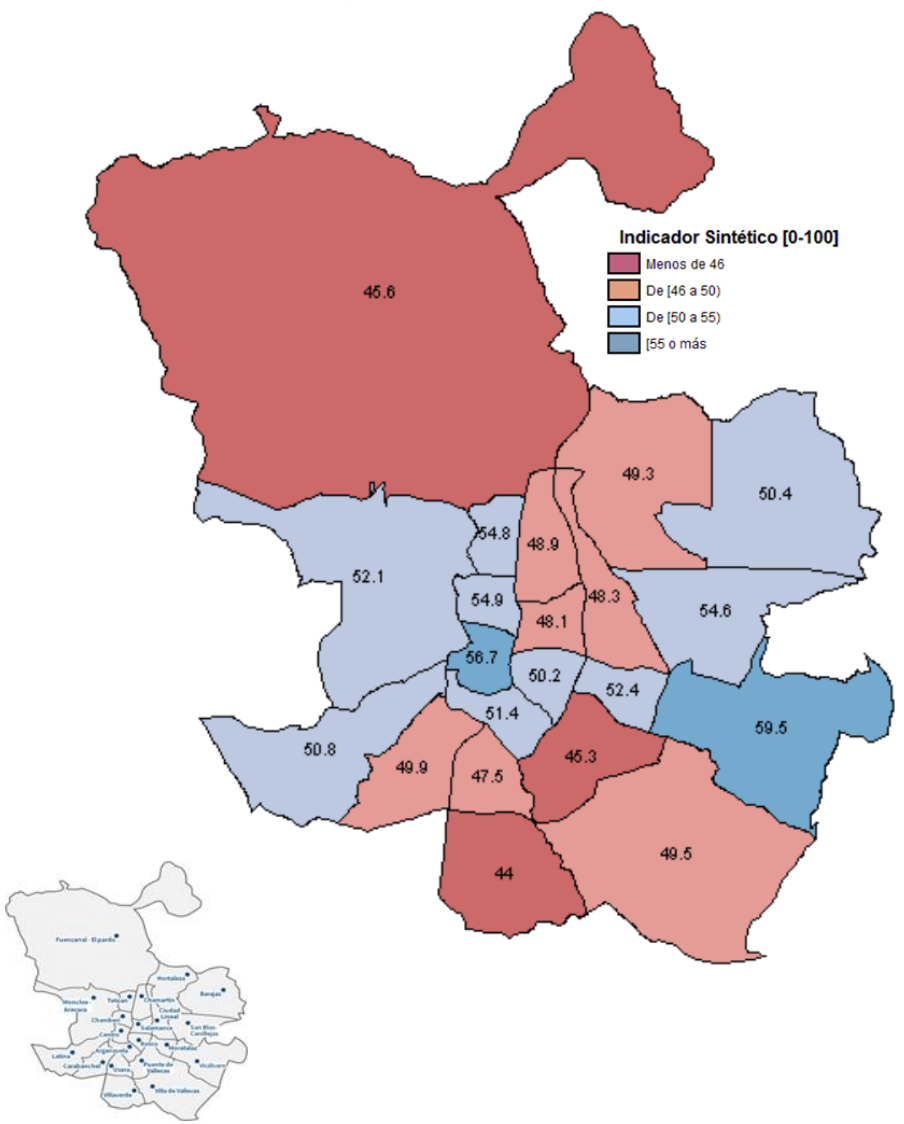 Indicador Sintético [0-100]
Menos de 46
De [46 a 50)
De [50 a 55)
[55 o más
45.6
49.3
50.4
54.8
48.9
52.1
54.9
48.3
54.6
48.1
56.7
50.2
52.4
51.4
59.5
50.8
49.9
47.5
45.3
49.5
44
Fuencarral - El pardo
Hortaleza
Barajas
Moncloa -
Aravaca
Tetuan
Chamartín
Ciudad
Lineal
Chamberí
Salamanca
San Blas-
Canillejas
Centro
Retiro
Moratalaz
Arganzuela
Latina
Carabanchel
Usera
Puente de
Vallecas
Vicálvaro
Villaverde
Villa de Vallecas